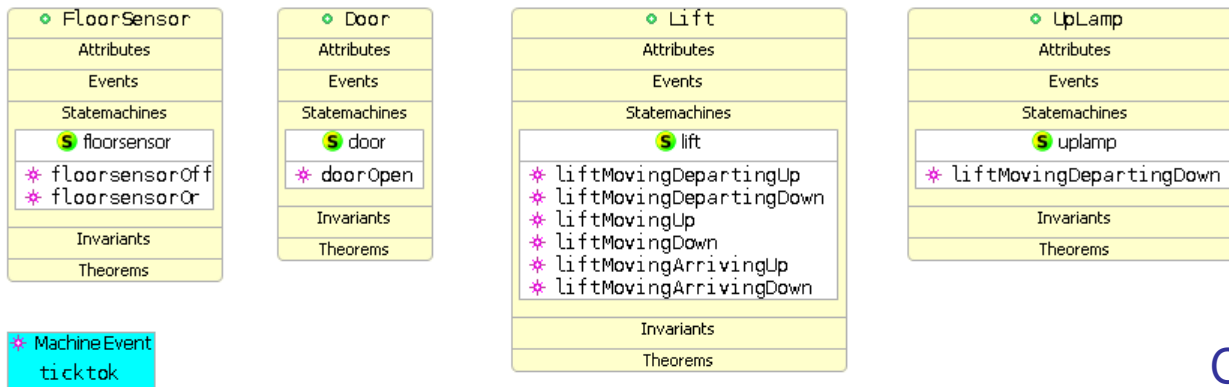 FloorSensor
Attributes
Events
Statemachines
S floorsensor
floorsensorOff
floorsensorOr
Invariants
Theorems
Door
Attributes
Events
Statemachines
S door
doorOpen
Invariants
Theorems
Lift
Attributes
Events
Statemachines
S lift
liftMovingDepartingUp
liftMovingDepartingDown
liftMovingUp
liftMovingDown
liftMovingArrivingUp
liftMovingArrivingDown
Invariants
Theorems
UpLamp
Attributes
Events
Statemachines
S uplamp
liftMovingDepartingDown
Invariants
Theorems
Machine Event
ticktok